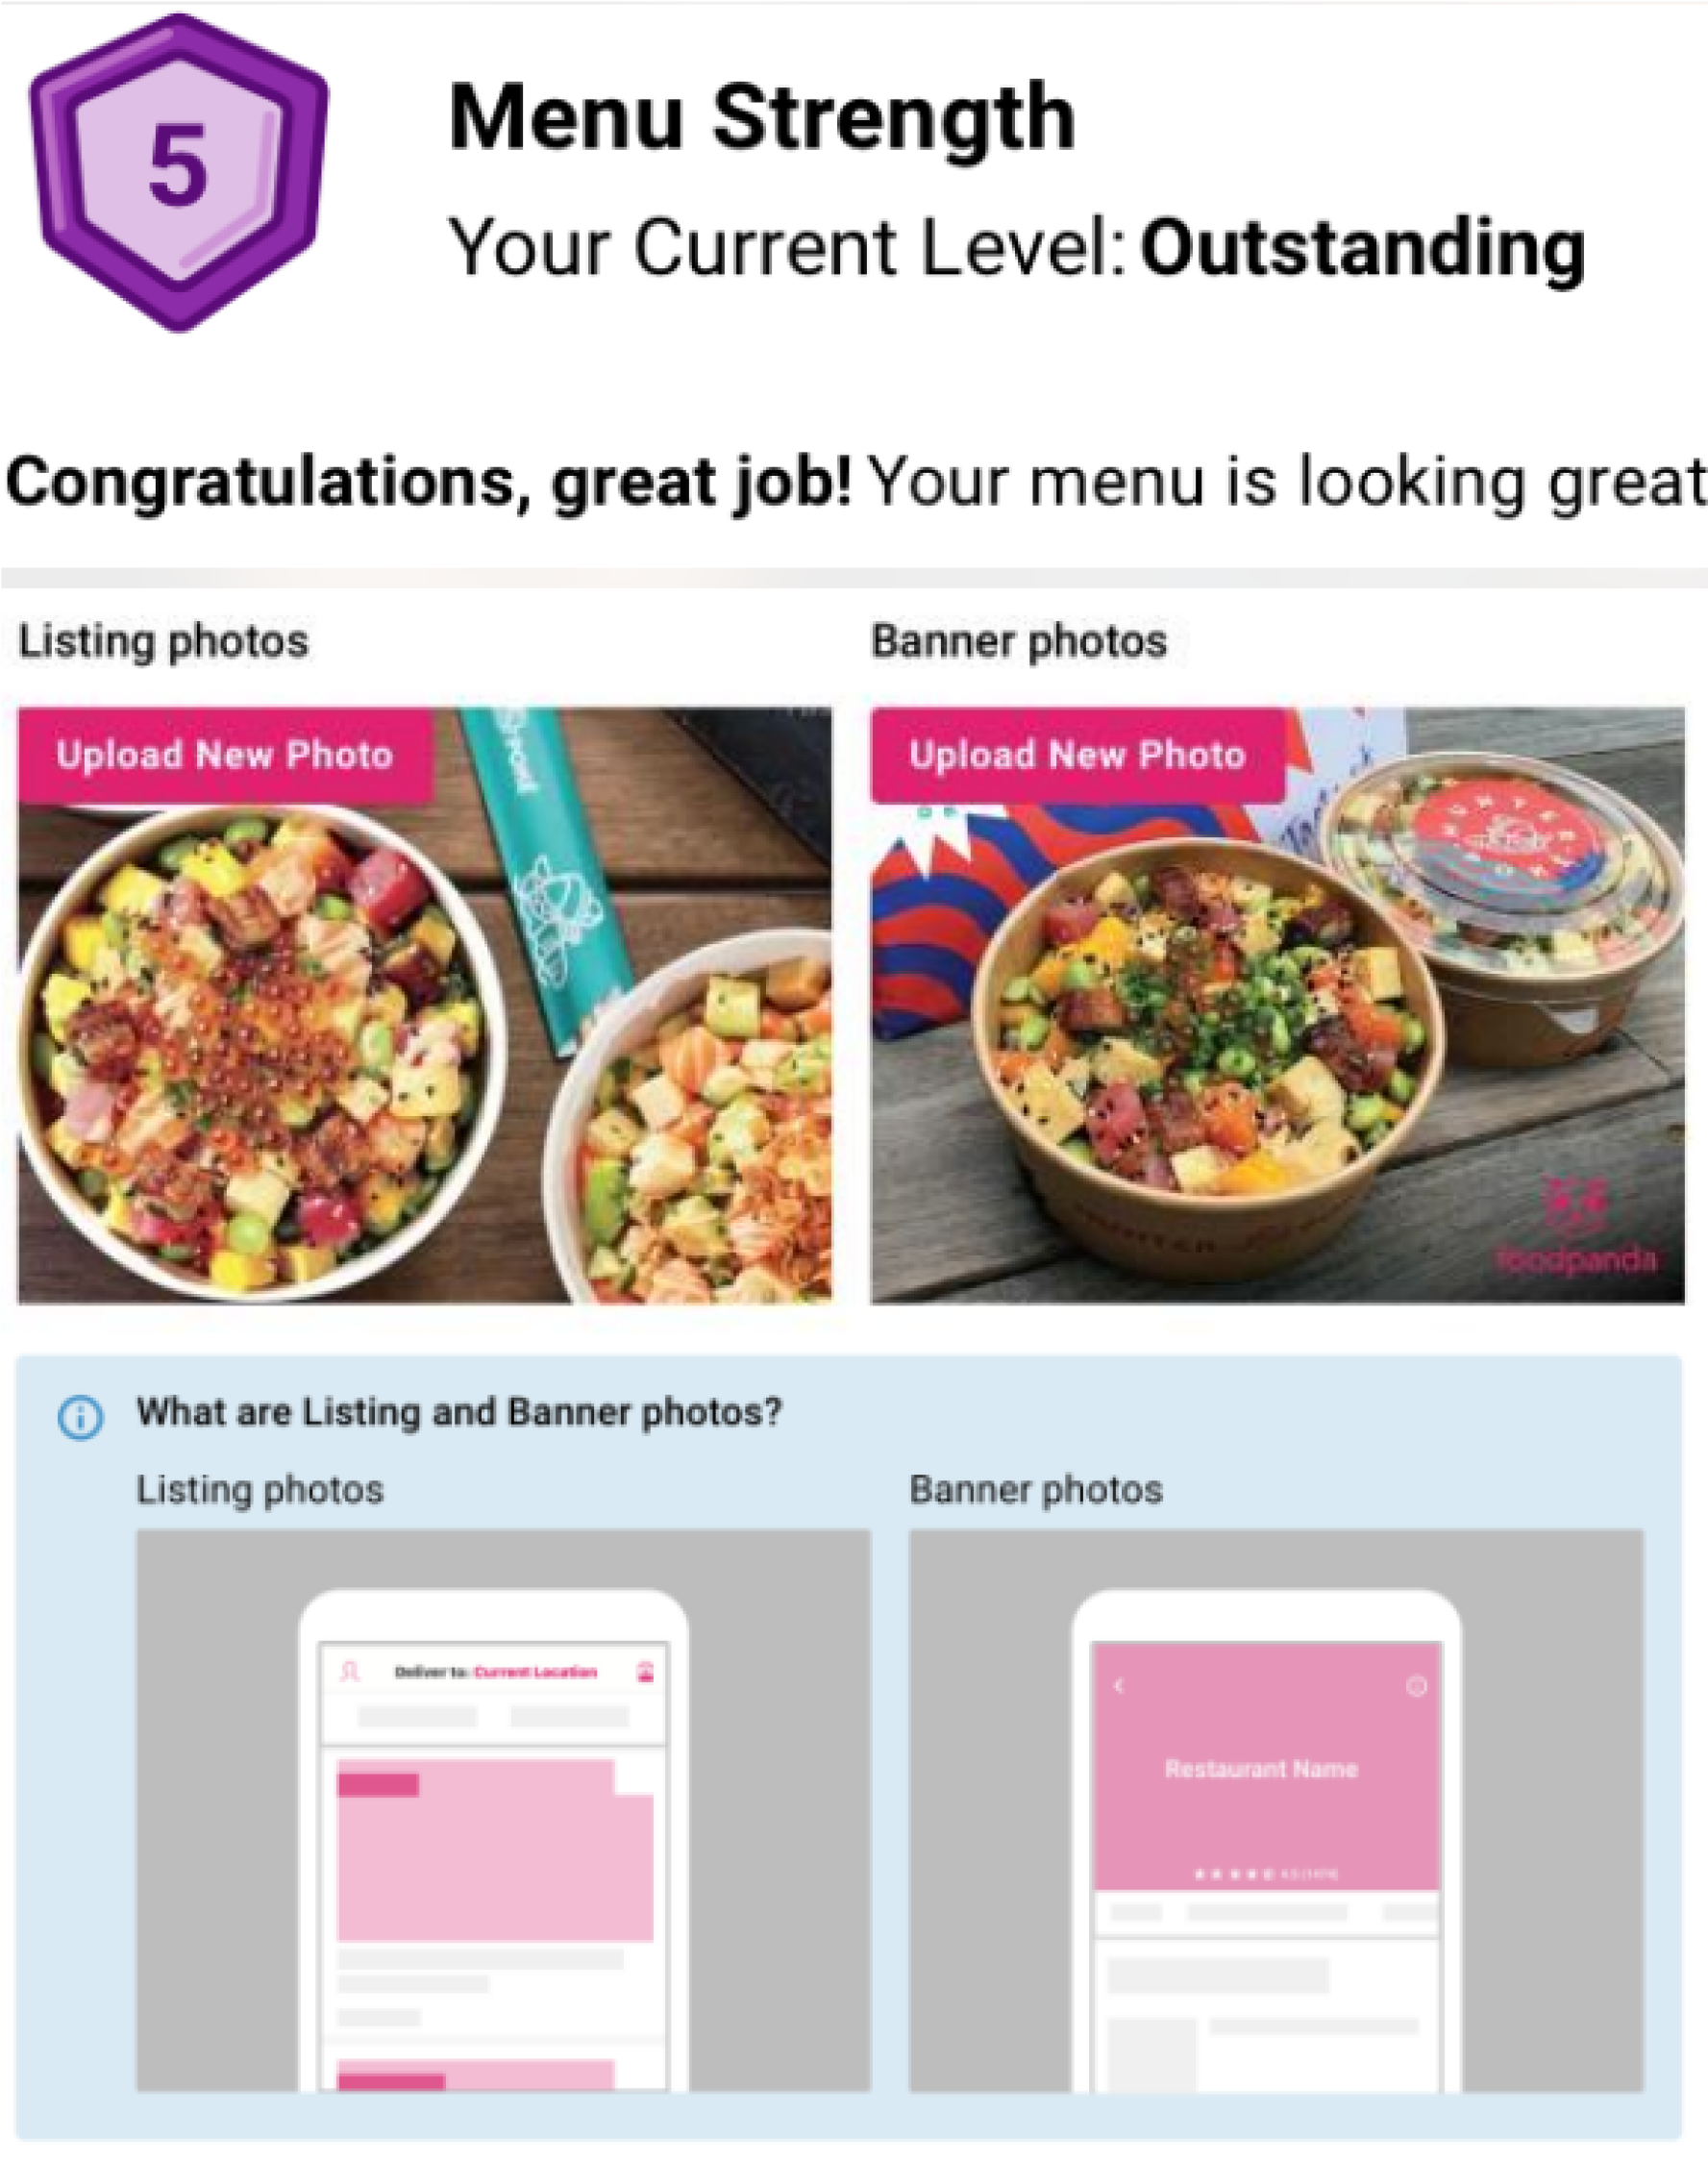 5
Menu Strength
Your Current Level: Outstanding
Congratulations, great job! Your menu is looking great
Listing photos
Banner photos
Upload New Photo
Upload New Photo
HUNTER
foodpanda
What are Listing and Banner photos?
Listing photos
Banner photos
Deliver to: Current Location
Restaurant Name